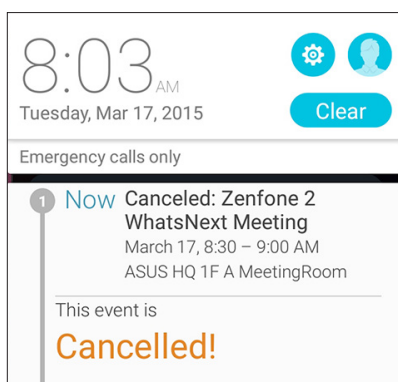 8:03 AM
Tuesday, Mar 17, 2015
Clear
Emergency calls only
1 Now Canceled: Zenfone 2
WhatsNext Meeting
March 17, 8:30 – 9:00 AM
ASUS HQ 1F A MeetingRoom
This event is
Cancelled!